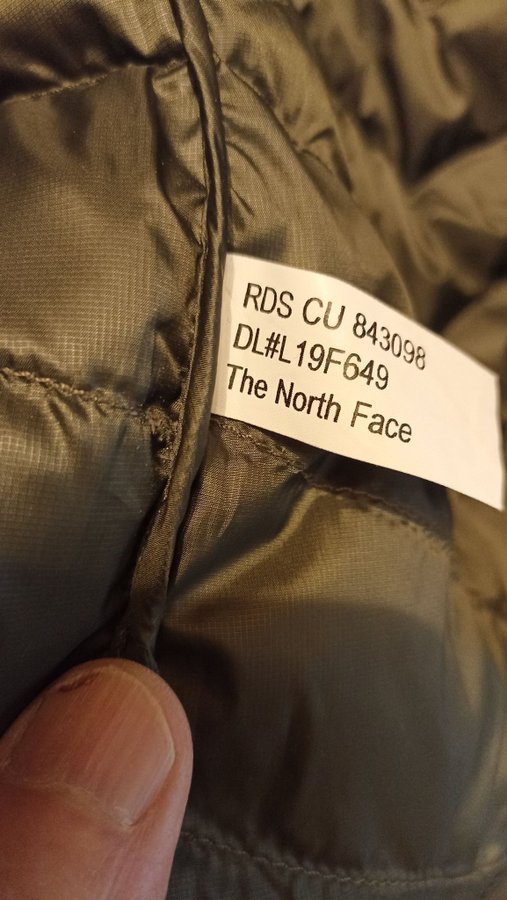 RDS CU 843098
DL#L19F649
The North Face